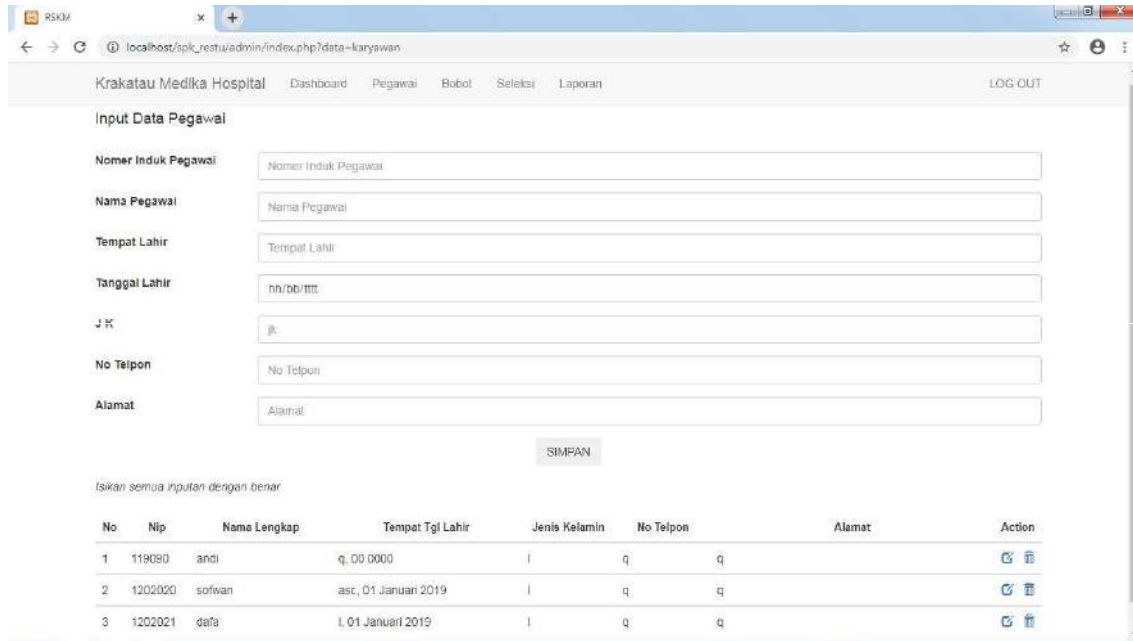 RSKM
localhost/spk_restu/admin/index.php?data=karyawan
Krakatau Medika Hospital Dashboard Pegawai Bobot Seleksi Laporan LOG OUT
Input Data Pegawai
Nomer Induk Pegawai Nomer Induk Pegawai
Nama Pegawai Nama Pegawai
Tempat Lahir Tempat Lahir
Tanggal Lahir hh/bb/tttt
J K jk
No Telpon No Telpon
Alamat Alamat
SIMPAN
Isikan semua inputan dengan benar
No Nip Nama Lengkap Tempat Tgl Lahir Jenis Kelamin No Telpon Alamat Action
1 119090 andi q, 00 0000 l q q
2 1202020 sofwan 01 Januari 2019 l q q
3 1202021 dafa l, 01 Januari 2019 l q q